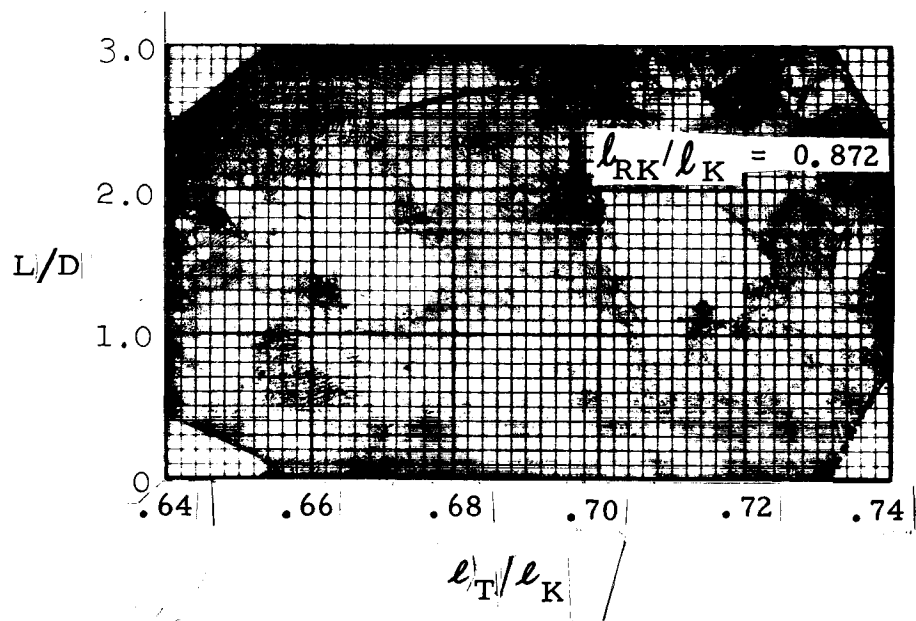 3.0
ℓRK/ℓK = 0.872
2.0
L/D
1.0
0
.64 .66 .68 .70 .72 .74
ℓT/ℓK